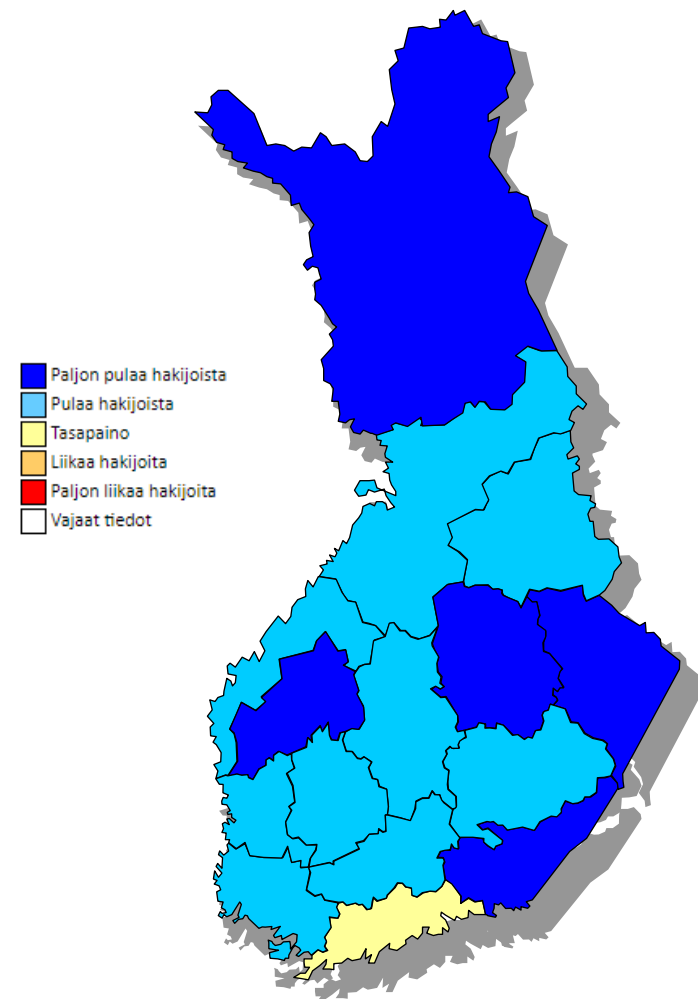 Paljon pulaa hakijoista
Pulaa hakijoista
Tasapaino
Liikaa hakijoita
Paljon liikaa hakijoita
Vajaat tiedot